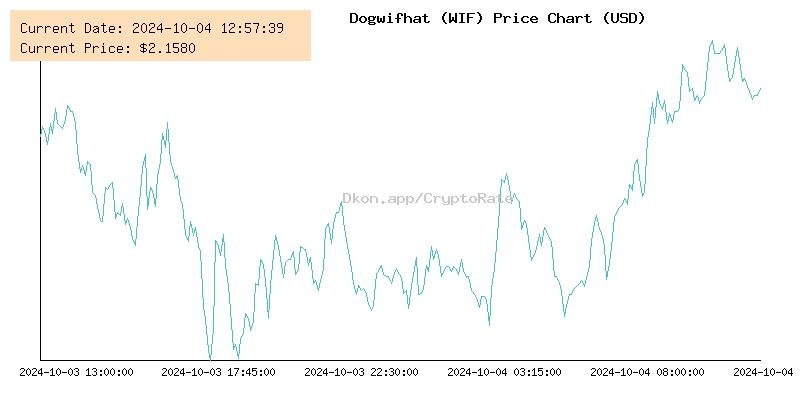 Dogwifhat (WIF) Price Chart (USD)
Current Date: 2024-10-04 12:57:39
Current Price: $2.1580
Dkon.app/CryptoRate
2024-10-03 13:00:00
2024-10-03 17:45:00
2024-10-03 22:30:00
2024-10-04 03:15:00
2024-10-04 08:00:00
2024-10-04